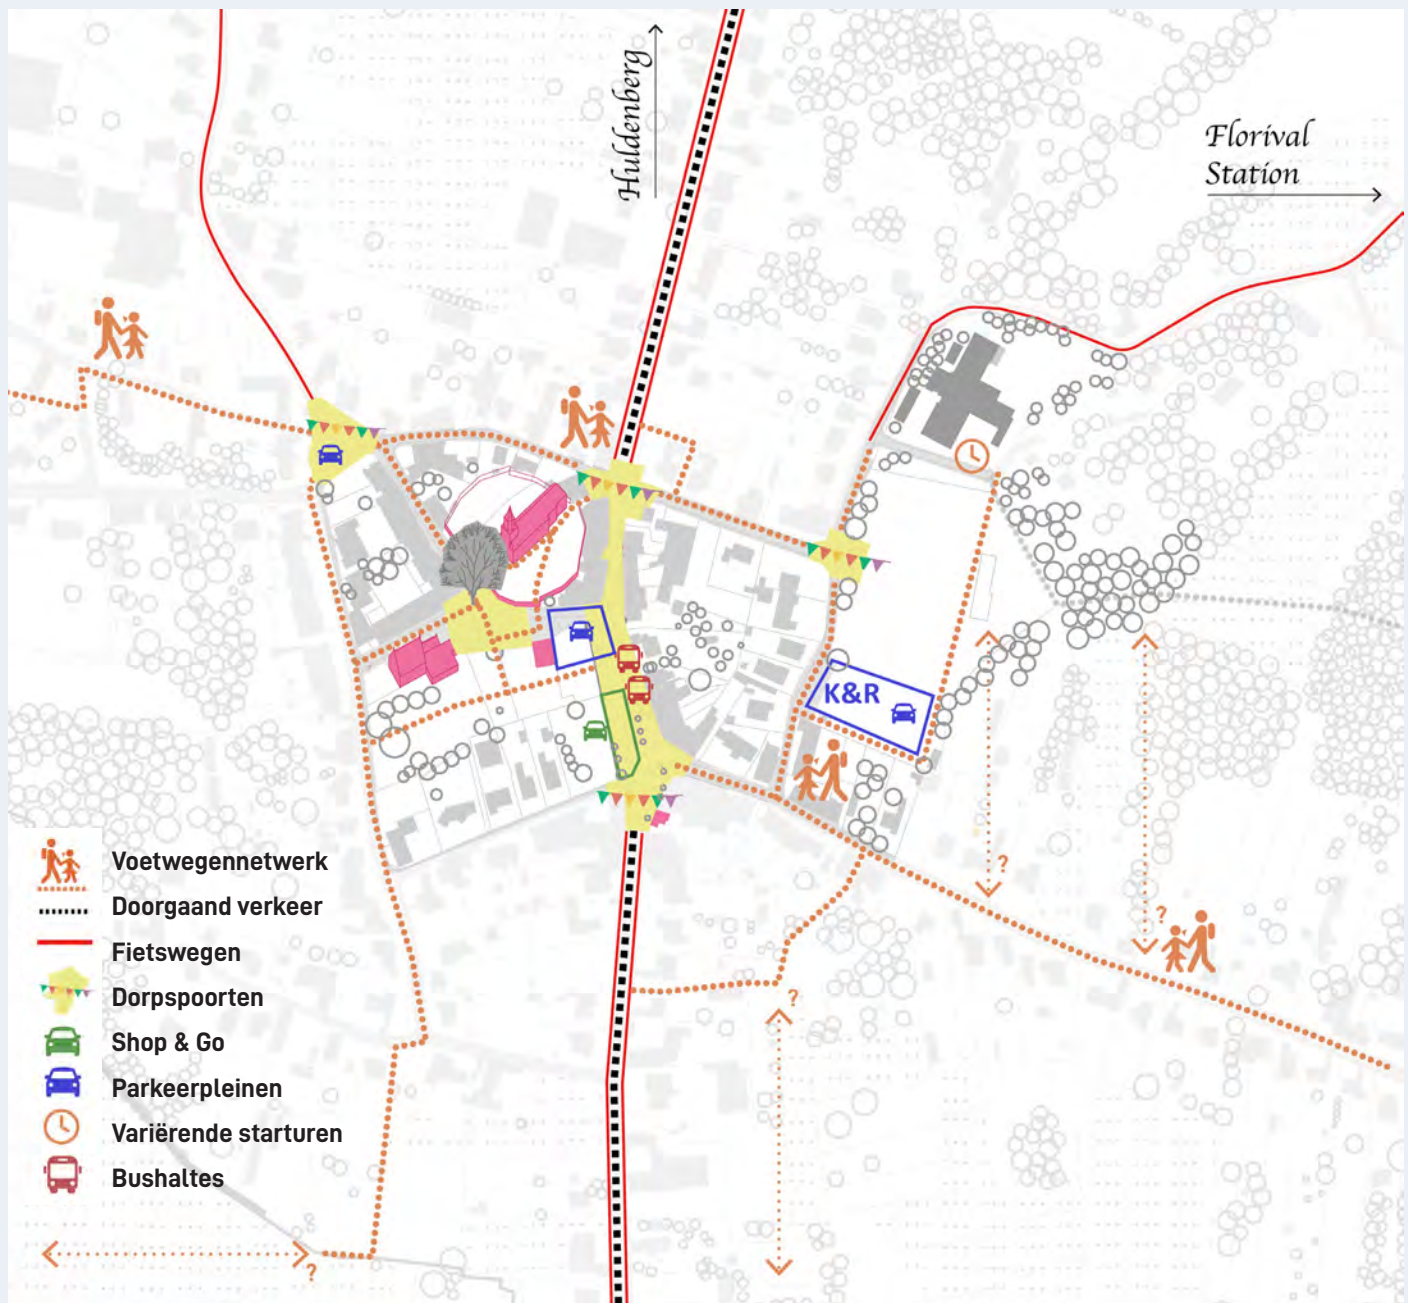 Huldenberg
Florival
Station
K&R
?
?
?
?
Voetwegennetwerk
Doorgaand verkeer
Fietswegen
Dorpspoorten
Shop & Go
Parkeerpleinen
Variërende starturen
Bushaltes